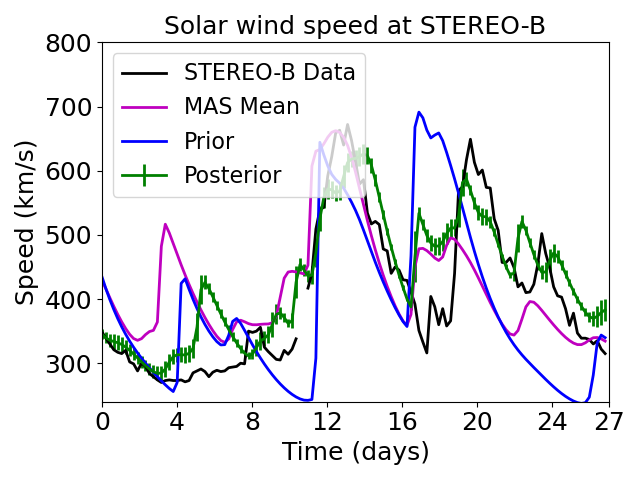 Solar wind speed at STEREO-B
800
700
600
500
400
300
Speed (km/s)
STEREO-B Data
MAS Mean
Prior
Posterior
0 4 8 12 16 20 24 27
Time (days)